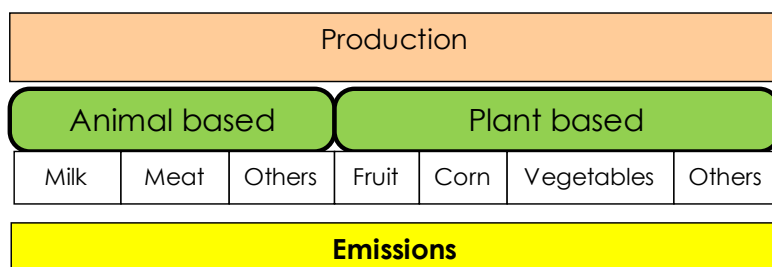 Production
Animal based Plant based
Milk Meat Others Fruit Corn Vegetables Others
Emissions